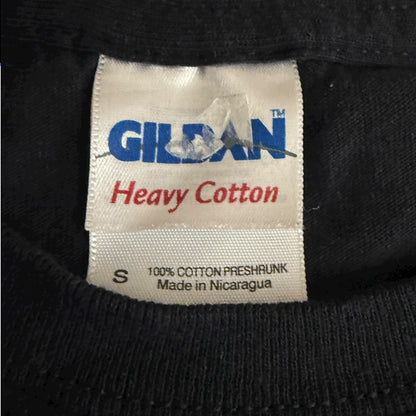 GILDAN™
Heavy Cotton
S
100% COTTON PRESHRUNK
Made in Nicaragua